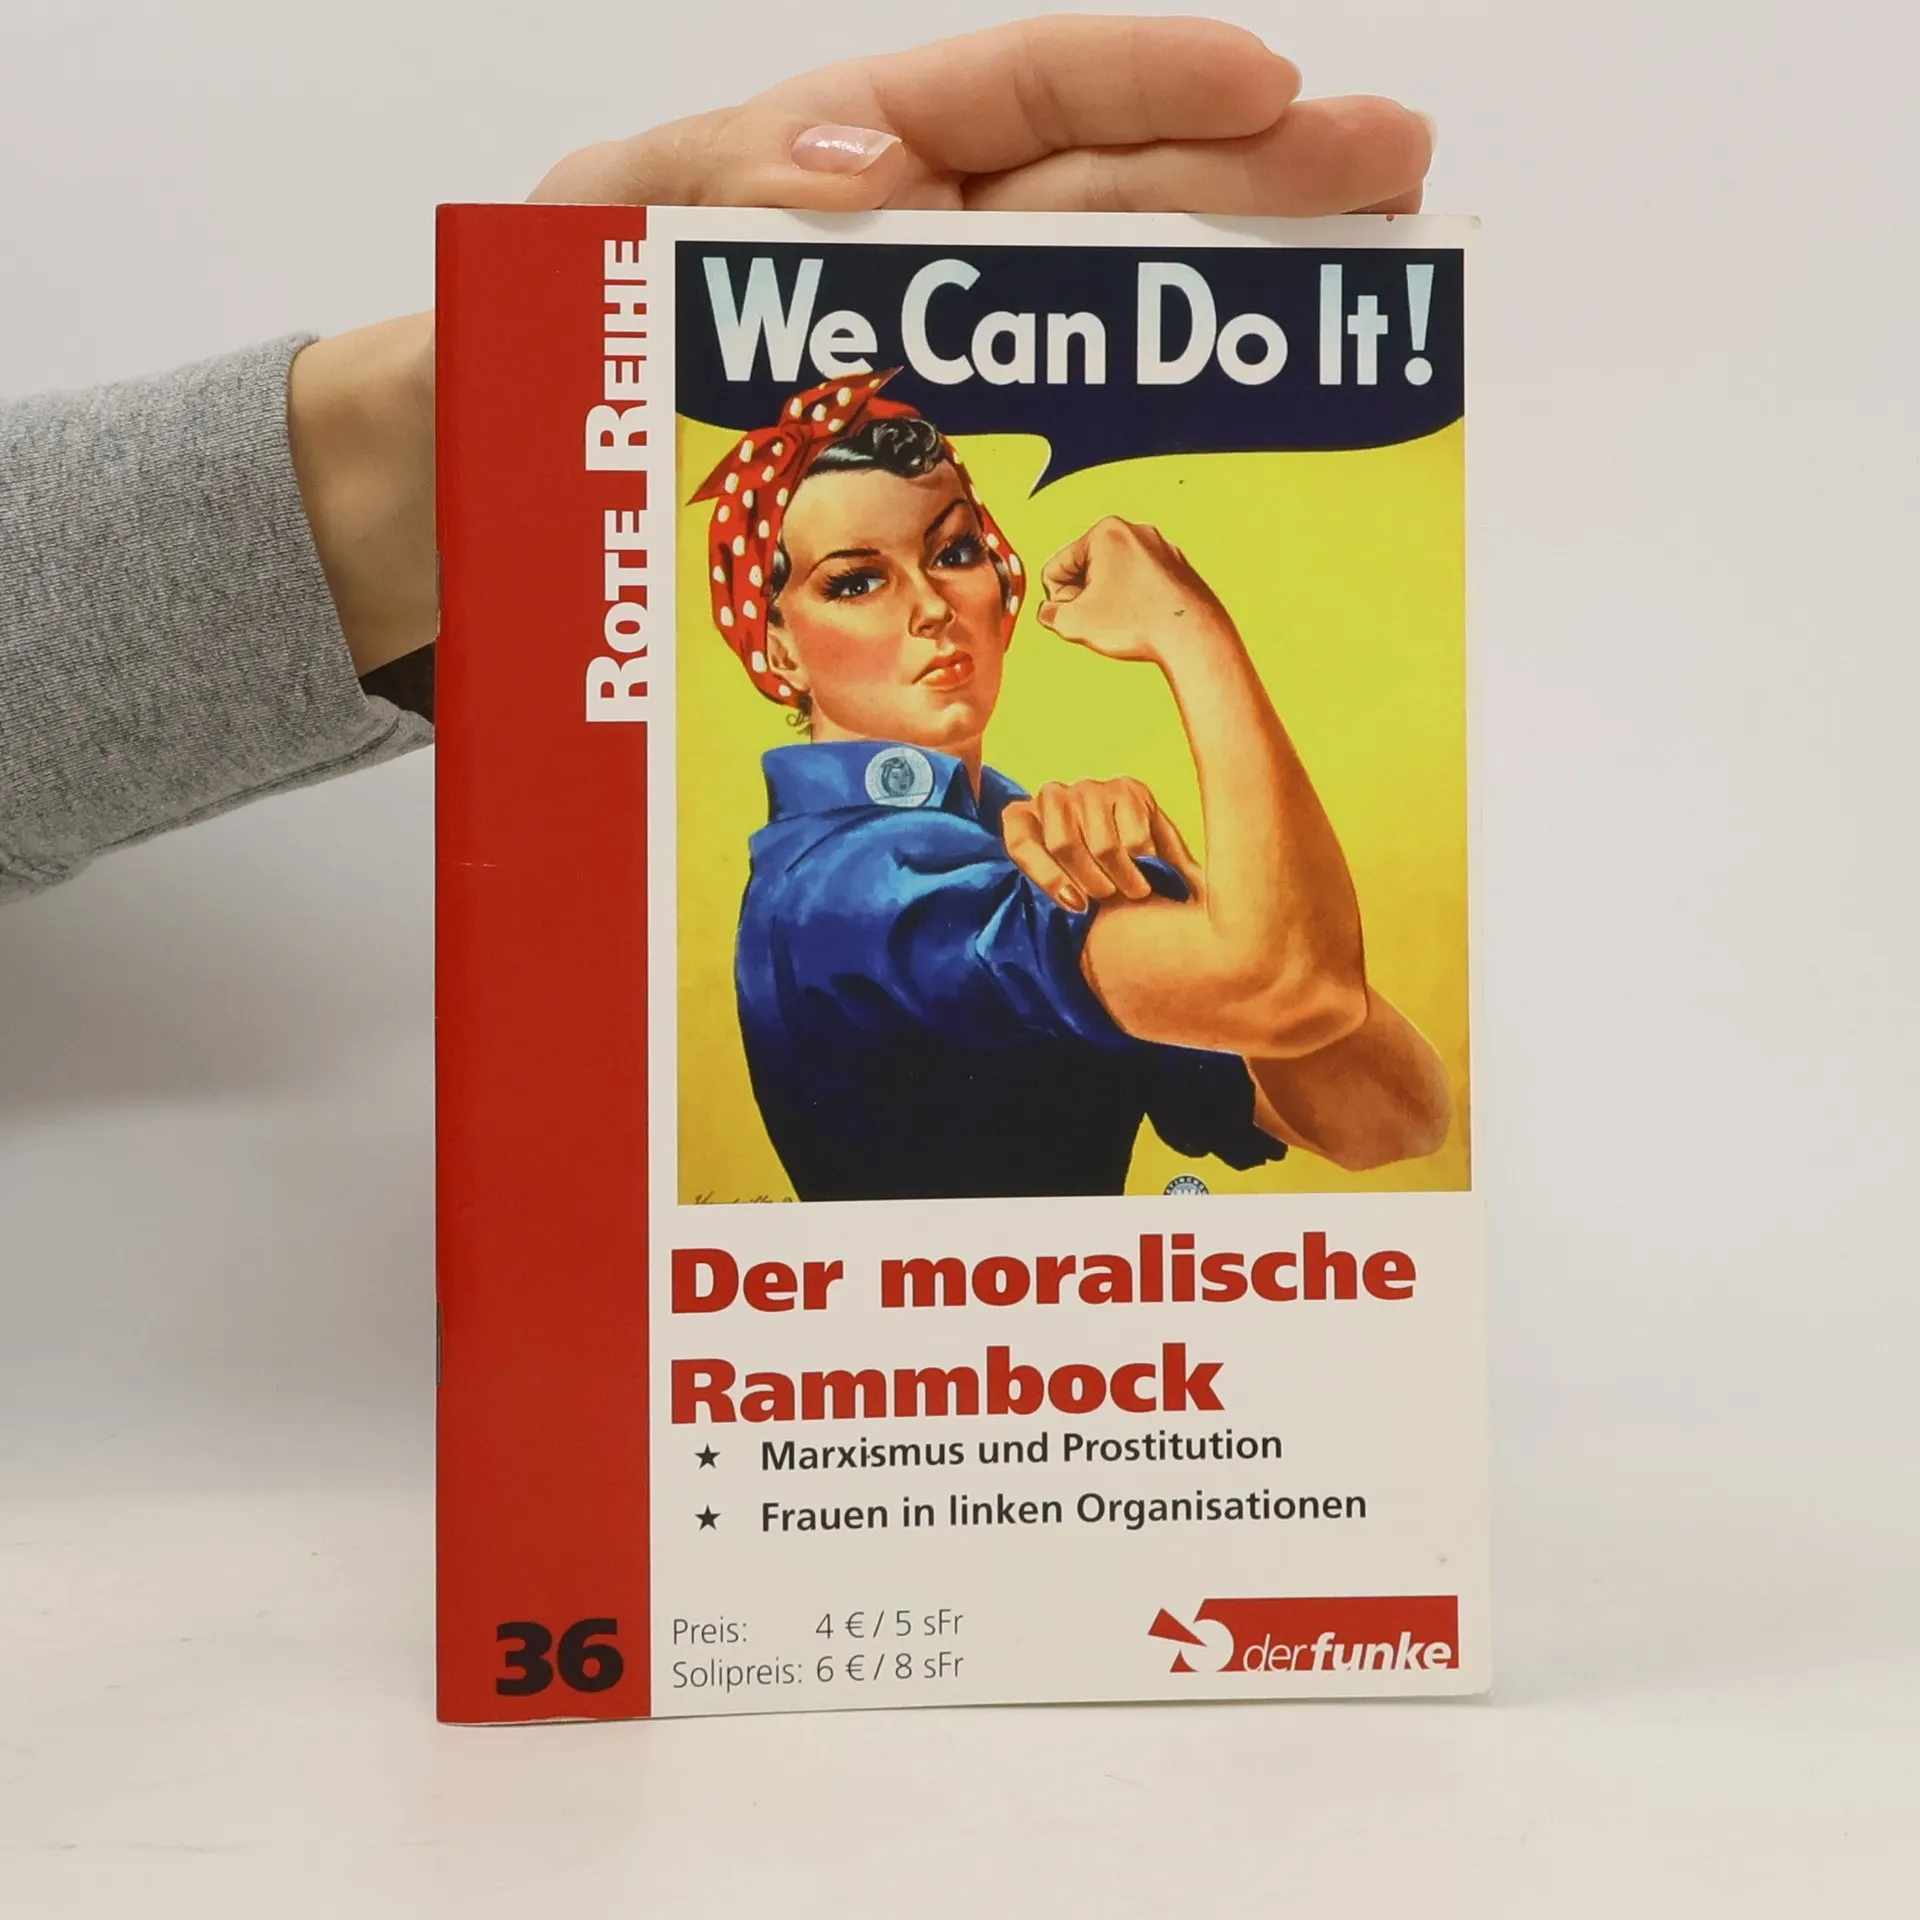 ROTE REIHE
We Can Do It!
Der moralische
Rammbock
★ Marxismus und Prostitution
★ Frauen in linken Organisationen
Preis: 4 € / 5 sFr
Solipreis: 6 € / 8 sFr
36
derfunke